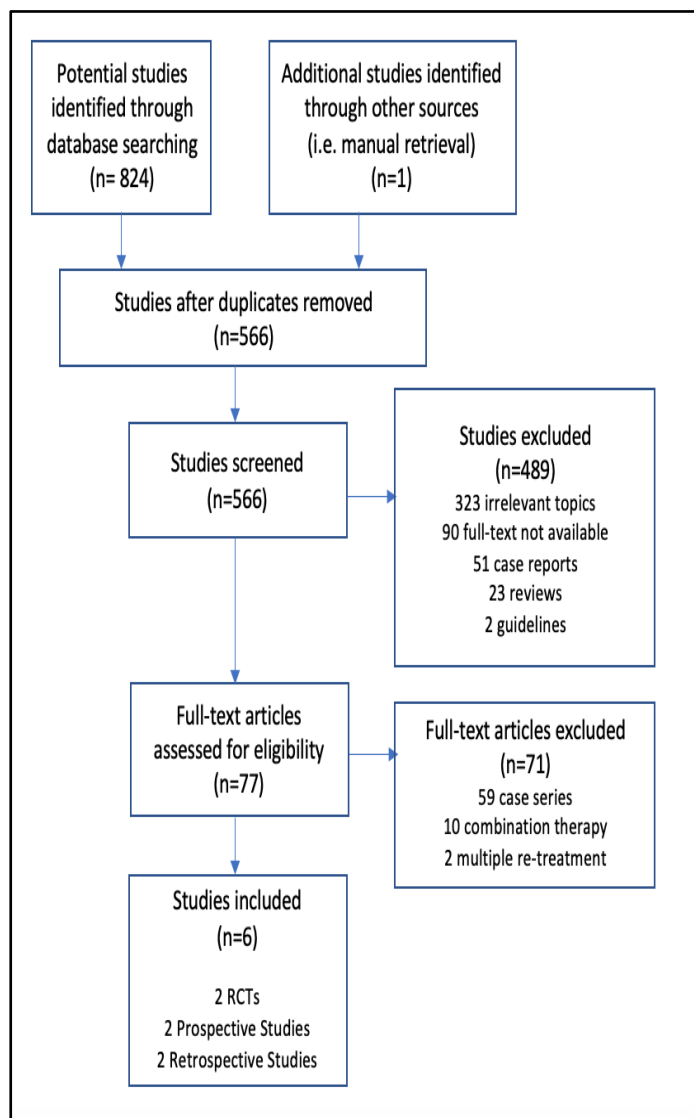 Potential studies
identified through
database searching
(n= 824)
Additional studies identified
through other sources
(i.e. manual retrieval)
(n=1)
Studies after duplicates removed
(n=566)
Studies screened
(n=566)
Studies excluded
(n=489)
323 irrelevant topics
90 full-text not available
51 case reports
23 reviews
2 guidelines
Full-text articles
assessed for eligibility
(n=77)
Full-text articles excluded
(n=71)
59 case series
10 combination therapy
2 multiple re-treatment
Studies included
(n=6)
2 RCTs
2 Prospective Studies
2 Retrospective Studies